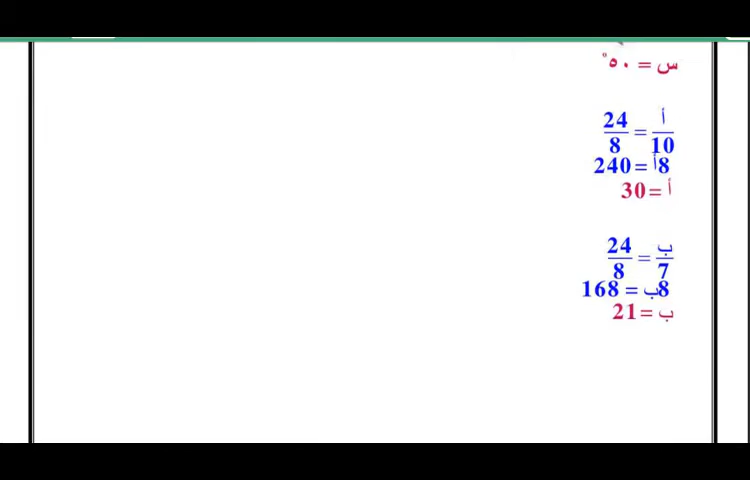 س = ٥٠°
أ/10 = 24/8
8أ = 240
أ = 30
ب/7 = 24/8
8ب = 168
ب = 21